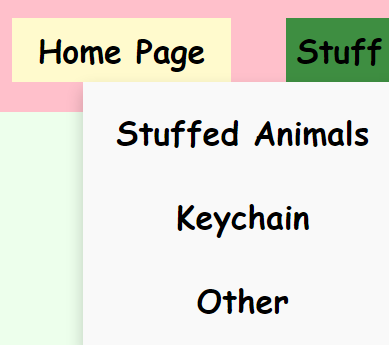 Home Page Stuff
Stuffed Animals
Keychain
Other